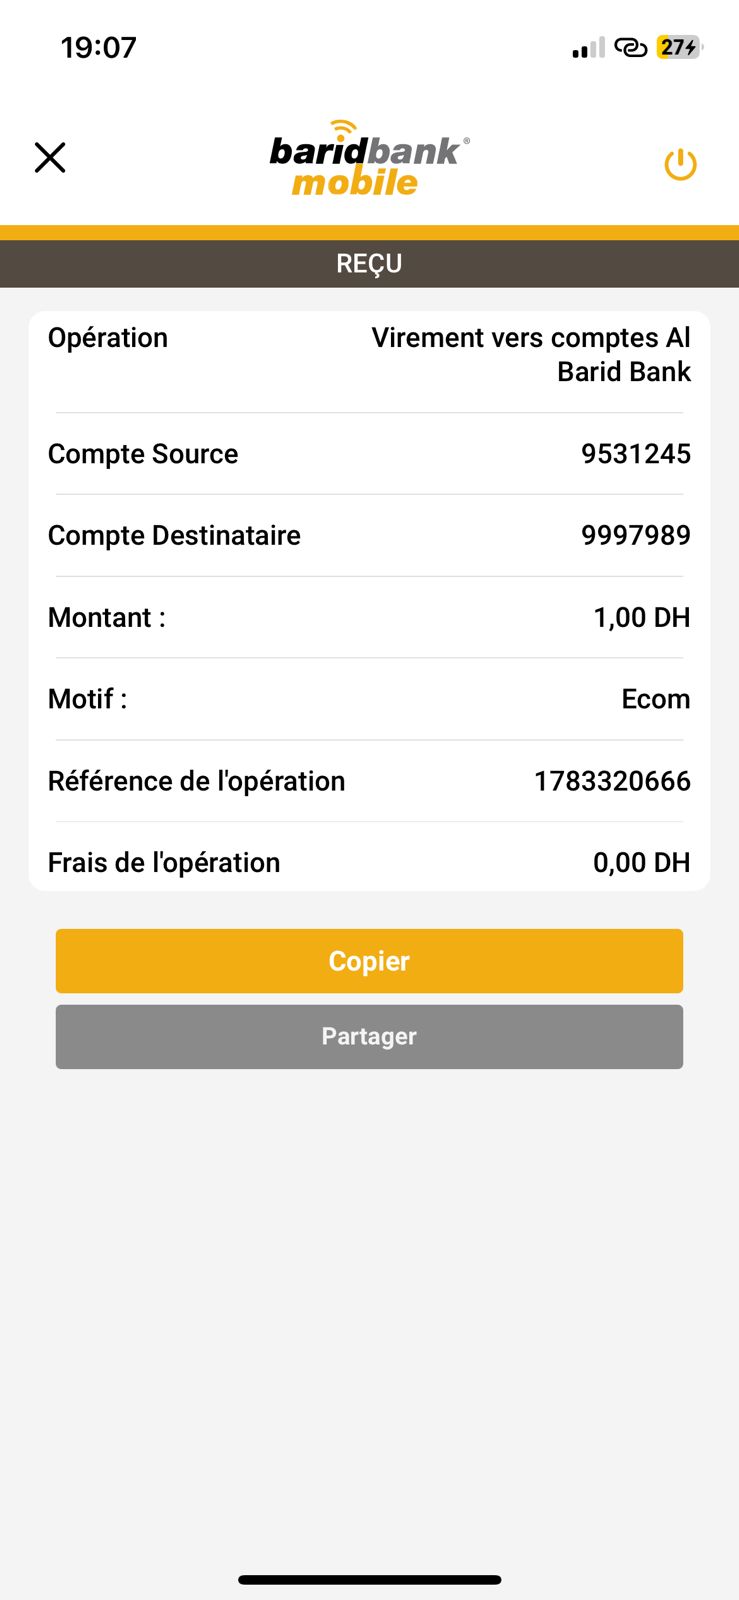 19:07
27
baridbank®
mobile
REÇU
Opération
Virement vers comptes Al
Barid Bank
Compte Source
9531245
Compte Destinataire
9997989
Montant :
1,00 DH
Motif :
Ecom
Référence de l'opération
1783320666
Frais de l'opération
0,00 DH
Copier
Partager